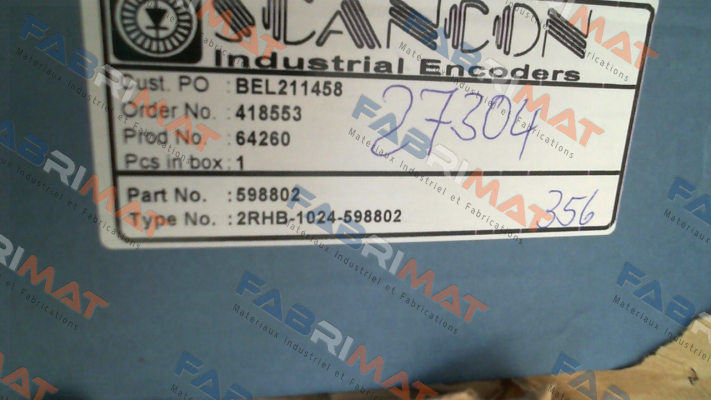 SCANCON
Industrial Encoders
Cust. PO : BEL211458
Order No. : 418553
Prod No : 64260
Pcs in box : 1
27304
Part No. : 598802
Type No. : 2RHB-1024-598802
356
FABRIMAT
Materiaux Industriel et Fabrications